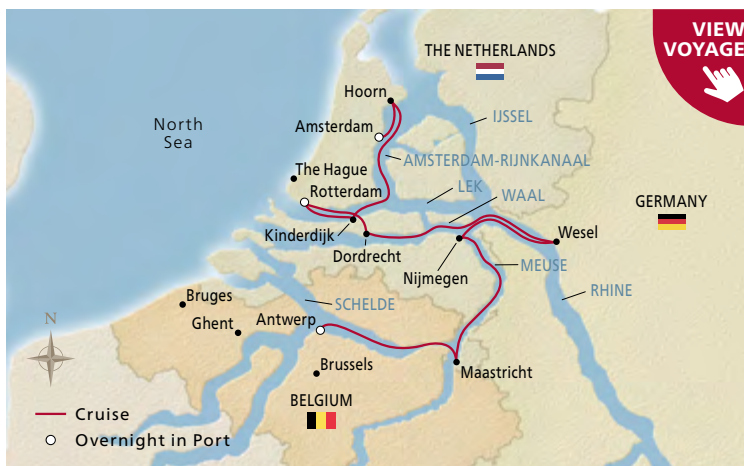 VIEW
VOYAGE
THE NETHERLANDS
Hoorn
IJSSEL
North
Sea
Amsterdam
AMSTERDAM-RIJNKANAAL
The Hague
LEK
Rotterdam
WAAL
GERMANY
Kinderdijk
Wesel
Dordrecht
Nijmegen
MEUSE
RHINE
Bruges
SCHELDE
Ghent
Antwerp
N
Brussels
Maastricht
BELGIUM
Cruise
Overnight in Port